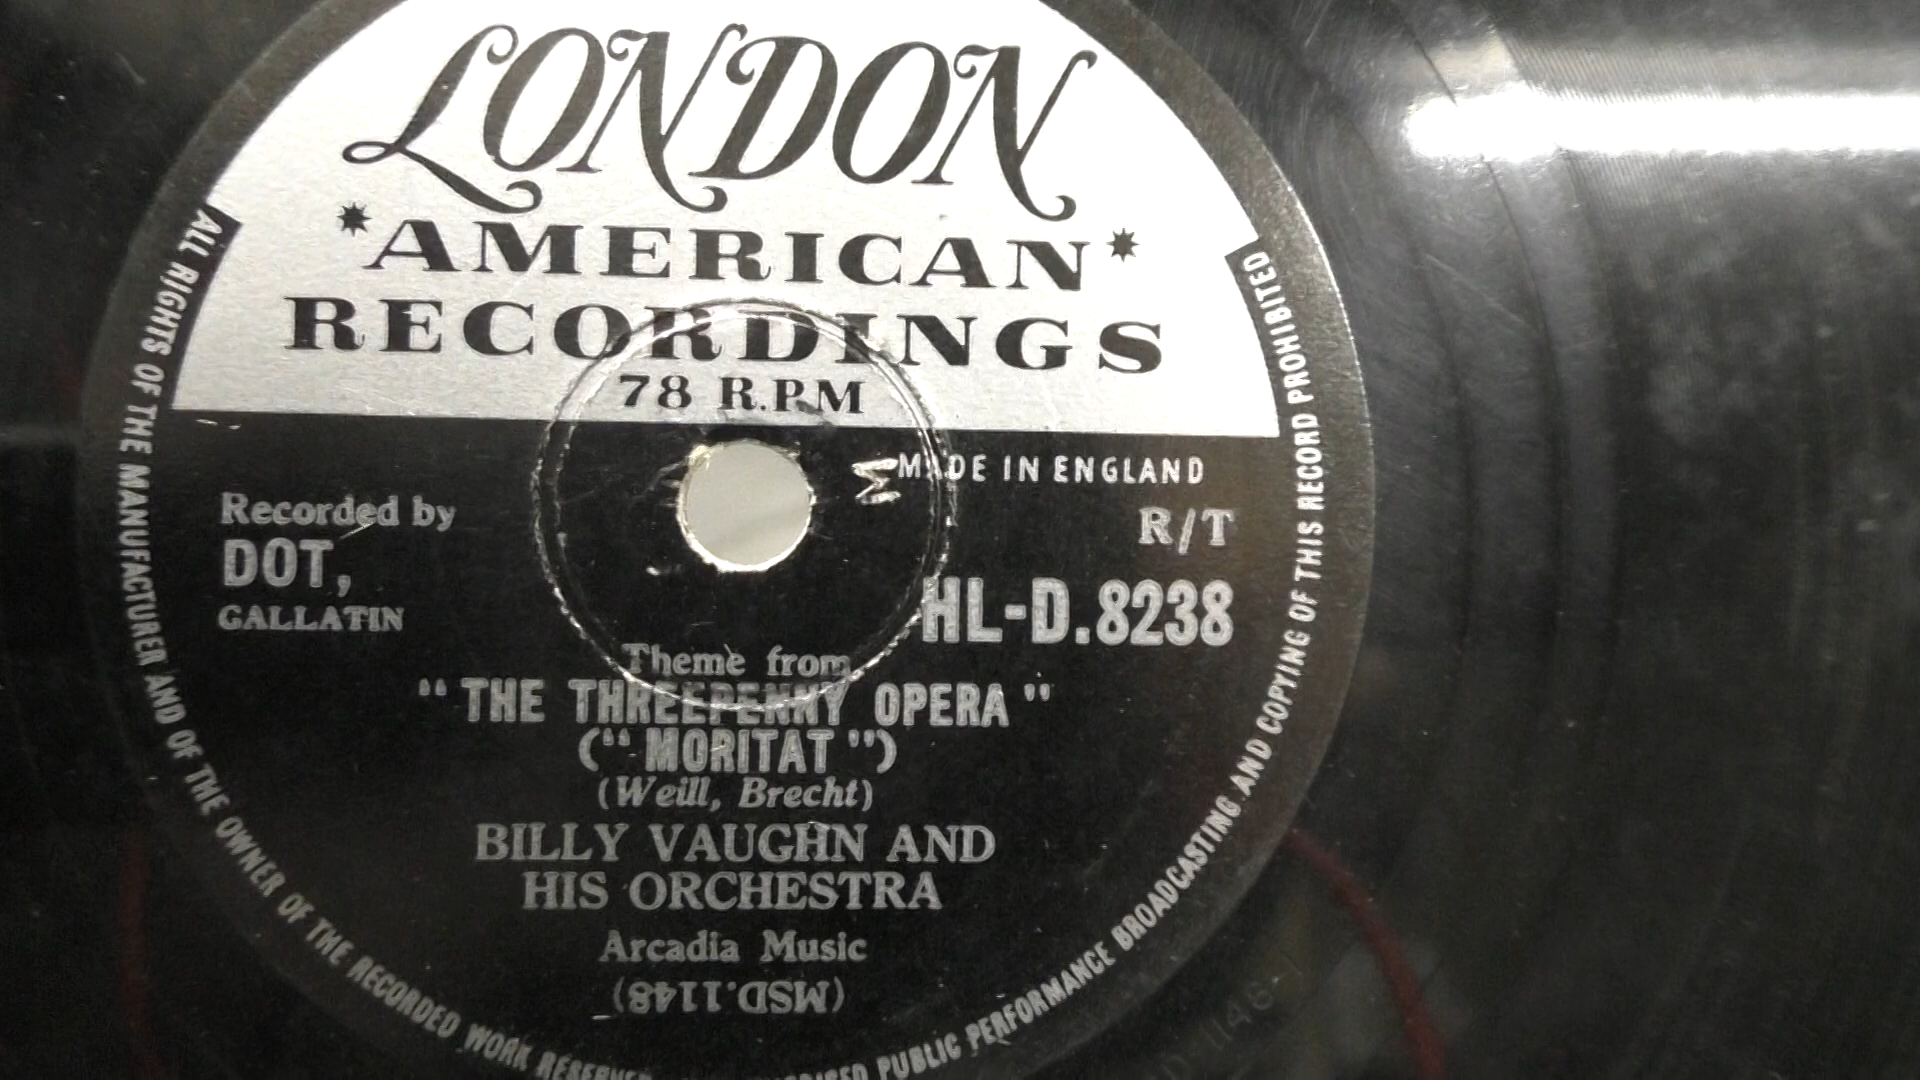 LONDON
*AMERICAN*
RECORDINGS
78 R.P.M
MADE IN ENGLAND
Recorded by
DOT,
GALLATIN
R/T
HL-D.8238
Theme from
"THE THREEPENNY OPERA"
("MORITAT")
(Weill, Brecht)
BILLY VAUGHN AND
HIS ORCHESTRA
Arcadia Music
(MSD.1148)
ALL RIGHTS OF THE MANUFACTURER AND OF THE OWNER OF THE RECORDED WORK RESERVED
PUBLIC PERFORMANCE BROADCASTING AND COPYING OF THIS RECORD PROHIBITED